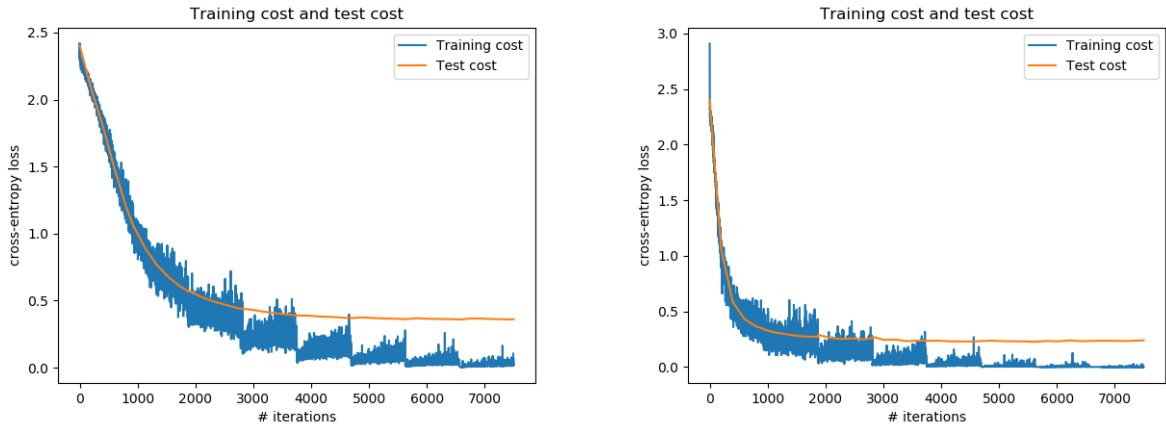 Training cost and test cost
2.5
2.0
1.5
1.0
0.5
0.0
cross-entropy loss
Training cost
Test cost
0 1000 2000 3000 4000 5000 6000 7000
# iterations
Training cost and test cost
3.0
2.5
2.0
1.5
1.0
0.5
0.0
cross-entropy loss
Training cost
Test cost
0 1000 2000 3000 4000 5000 6000 7000
# iterations